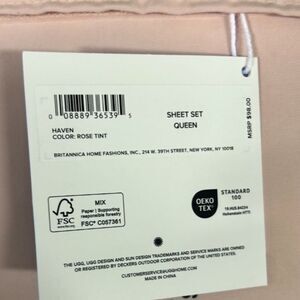 0 08889 36539 5
SHEET SET
QUEEN
MSRP $98.00
HAVEN
COLOR: ROSE TINT
BRITANNICA HOME FASHIONS, INC., 214 W. 39TH STREET, NEW YORK, NY 10018
FSC
www.fsc.org
MIX
Paper | Supporting
responsible forestry
FSC® C057361
OEKO
TEX®
STANDARD
100
Hohenstein HTTI
THE UGG, UGG DESIGN AND SUN DESIGN TRADEMARKS AND SERVICE MARKS ARE OWNED
OR REGISTERED BY DECKERS OUTDOOR CORPORATION OF THE UNITED STATES.
CUSTOMERSERVICE@UGGHOME.COM